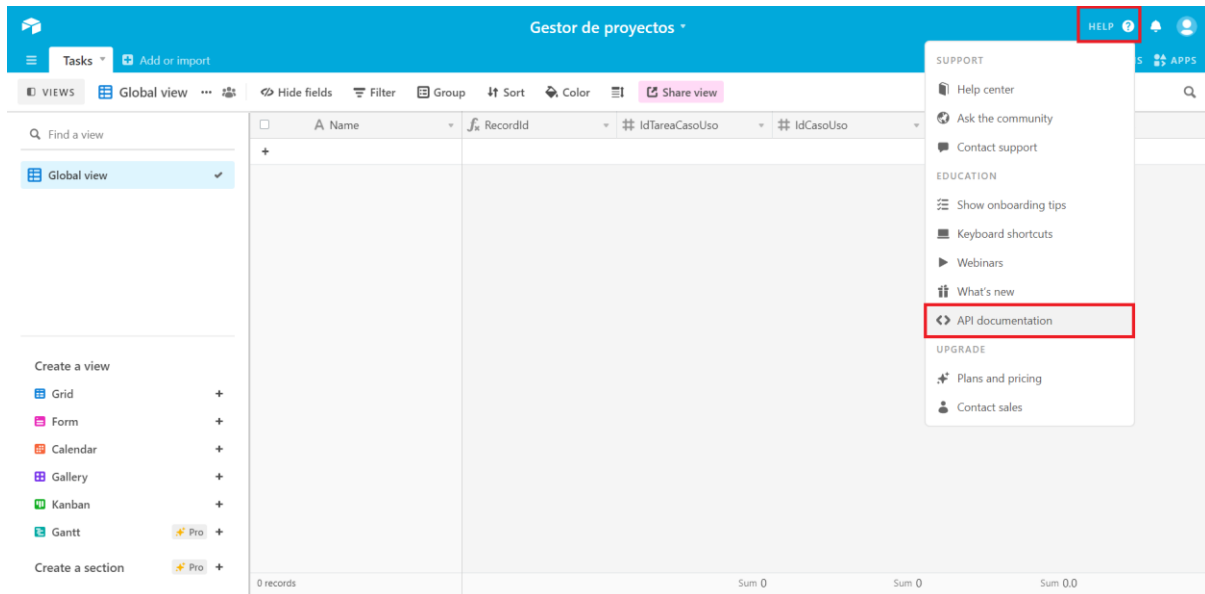 Gestor de proyectos
HELP
Tasks
Add or import
S
APPS
VIEWS
Global view
Hide fields
Filter
Group
Sort
Color
Share view
Find a view
Global view
Name
RecordId
IdTareaCasoUso
IdCasoUso
SUPPORT
Help center
Ask the community
Contact support
EDUCATION
Show onboarding tips
Keyboard shortcuts
Webinars
What's new
API documentation
UPGRADE
Plans and pricing
Contact sales
Create a view
Grid
Form
Calendar
Gallery
Kanban
Gantt
Pro
Create a section
Pro
0 records
Sum 0
Sum 0
Sum 0.0